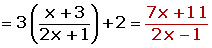 = 3 ( (x + 3) / (2x + 1) ) + 2 = (7x + 11) / (2x − 1)